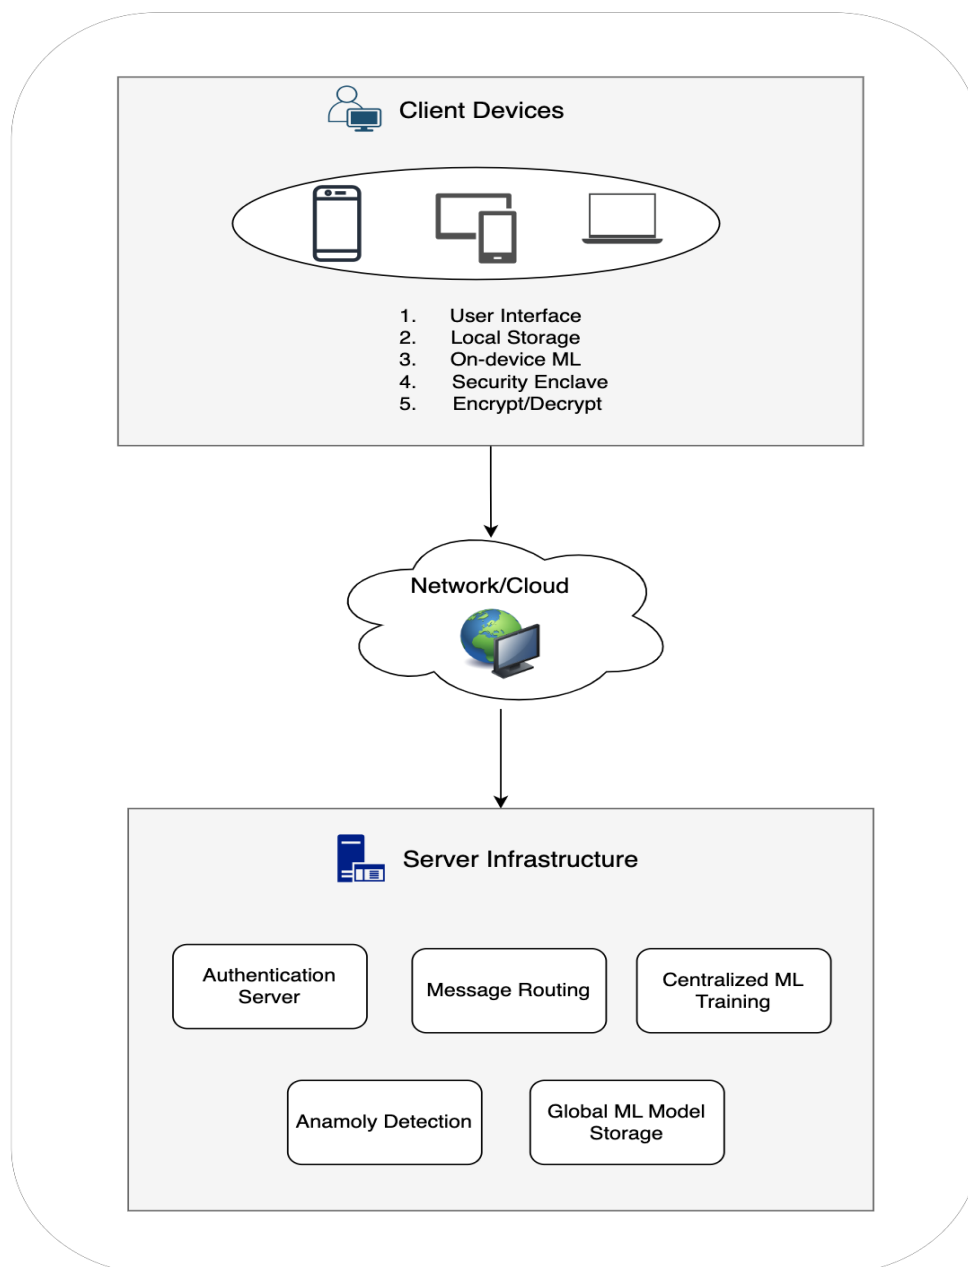 Client Devices
1. User Interface
2. Local Storage
3. On-device ML
4. Security Enclave
5. Encrypt/Decrypt
Network/Cloud
Server Infrastructure
Authentication
Server
Message Routing
Centralized ML
Training
Anamoly Detection
Global ML Model
Storage